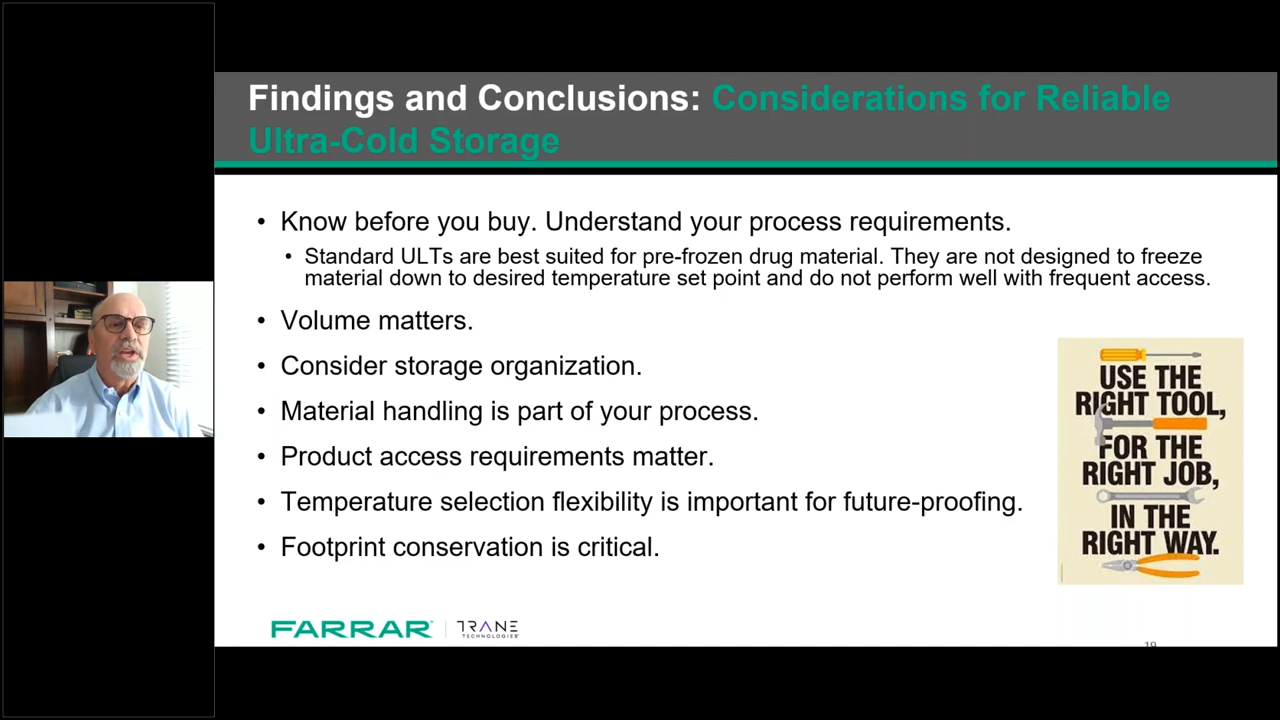 Findings and Conclusions: Considerations for Reliable
Ultra-Cold Storage
• Know before you buy. Understand your process requirements.
• Standard ULTs are best suited for pre-frozen drug material. They are not designed to freeze
material down to desired temperature set point and do not perform well with frequent access.
• Volume matters.
• Consider storage organization.
• Material handling is part of your process.
• Product access requirements matter.
• Temperature selection flexibility is important for future-proofing.
• Footprint conservation is critical.
USE THE
RIGHT TOOL,
FOR THE
RIGHT JOB,
IN THE
RIGHT WAY.
FARRAR™
TRANE
TECHNOLOGIES